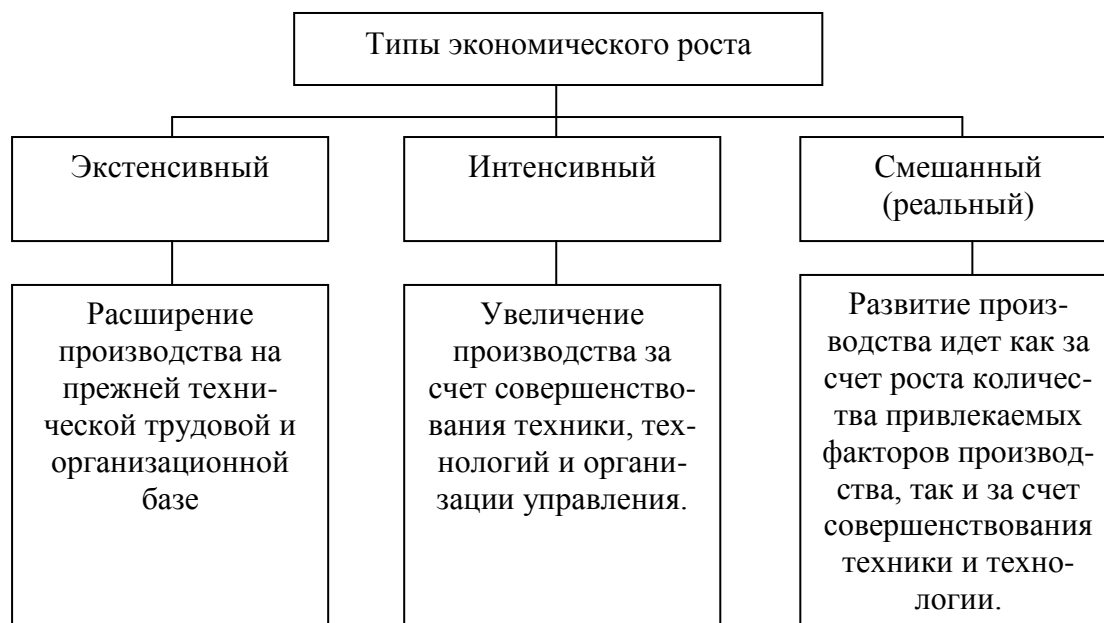 Типы экономического роста
Экстенсивный
Интенсивный
Смешанный
(реальный)
Расширение
производства на
прежней техни-
ческой трудовой и
организационной
базе
Увеличение
производства за
счет совершенство-
вания техники, тех-
нологий и органи-
зации управления.
Развитие произ-
водства идет как за
счет роста количес-
тва привлекаемых
факторов производ-
ства, так и за счет
совершенствования
техники и техно-
логии.